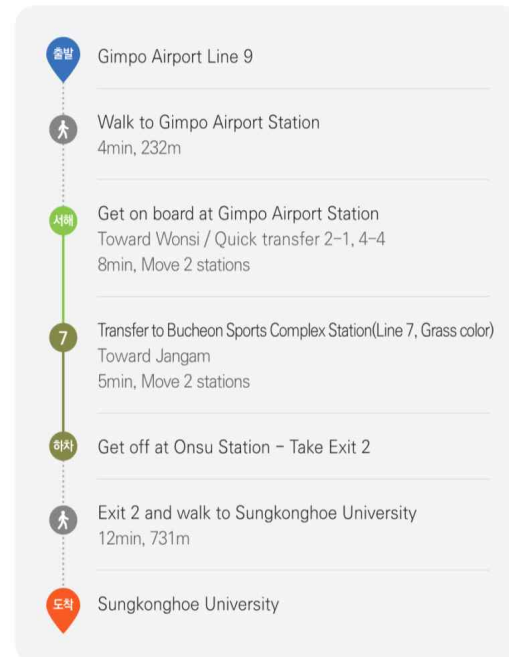 출발
Gimpo Airport Line 9
Walk to Gimpo Airport Station
4min, 232m
서해
Get on board at Gimpo Airport Station
Toward Wonsi / Quick transfer 2-1, 4-4
8min, Move 2 stations
7
Transfer to Bucheon Sports Complex Station(Line 7, Grass color)
Toward Jangam
5min, Move 2 stations
하차
Get off at Onsu Station - Take Exit 2
Exit 2 and walk to Sungkonghoe University
12min, 731m
도착
Sungkonghoe University